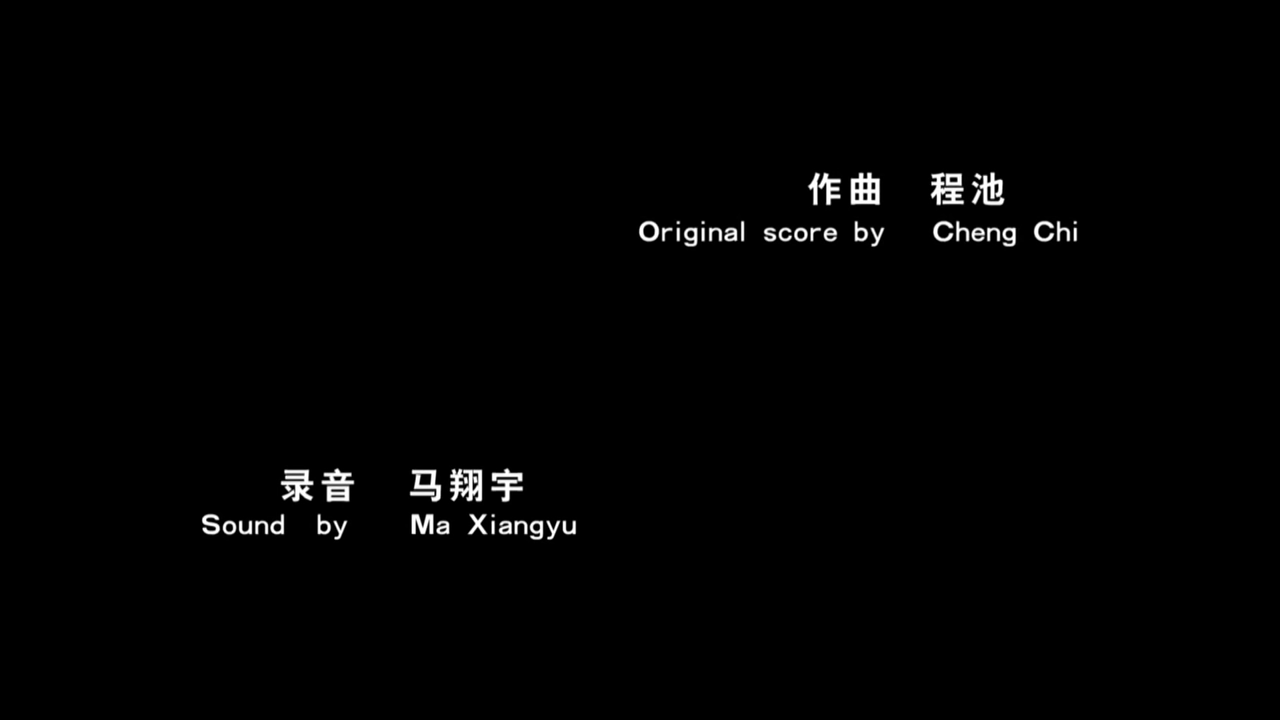 作曲 程池
Original score by Cheng Chi
录音 马翔宇
Sound by Ma Xiangyu